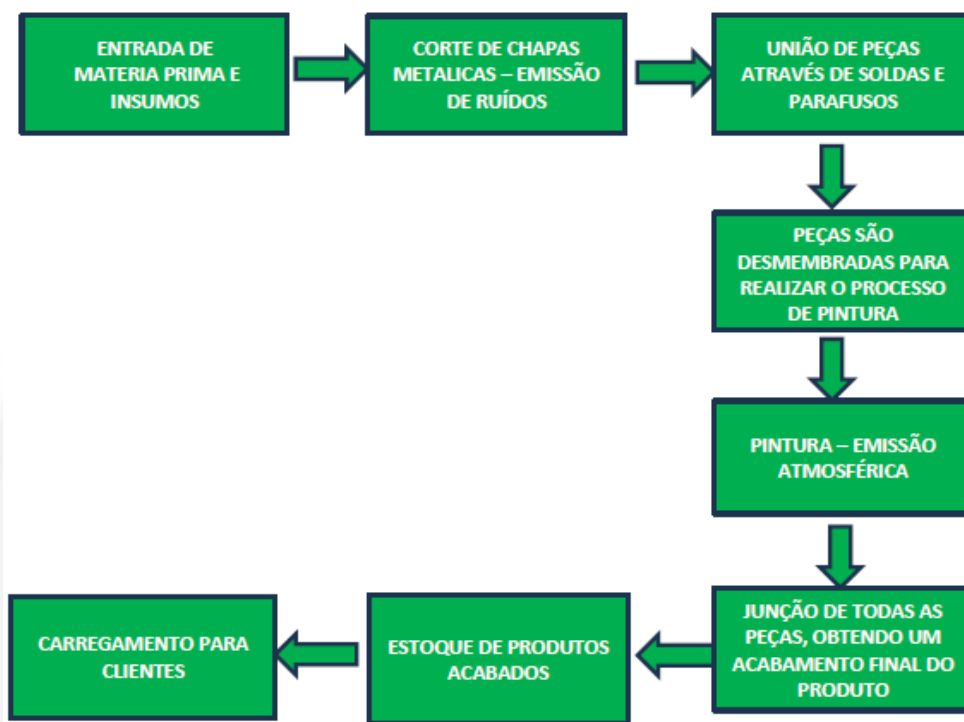 ENTRADA DE
MATERIA PRIMA E
INSUMOS
CORTE DE CHAPAS
METALICAS – EMISSÃO
DE RUÍDOS
UNIÃO DE PEÇAS
ATRAVÉS DE SOLDAS E
PARAFUSOS
PEÇAS SÃO
DESMEMBRADAS PARA
REALIZAR O PROCESSO
DE PINTURA
PINTURA – EMISSÃO
ATMOSFÉRICA
JUNÇÃO DE TODAS AS
PEÇAS, OBTENDO UM
ACABAMENTO FINAL DO
PRODUTO
ESTOQUE DE PRODUTOS
ACABADOS
CARREGAMENTO PARA
CLIENTES